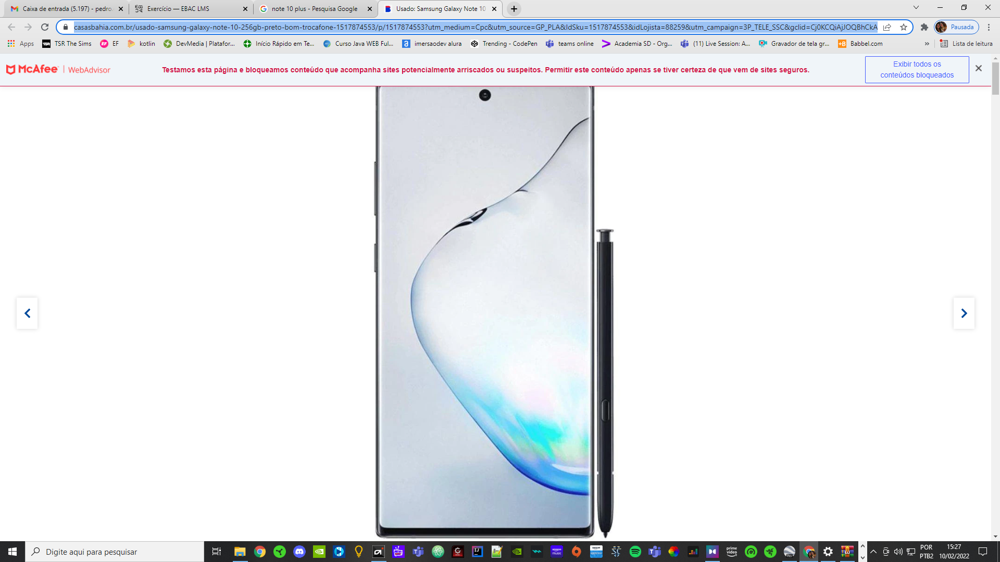 Caixa de entrada (5.197) - pedro.
Exercício — EBAC LMS
note 10 plus - Pesquisa Google
Usado: Samsung Galaxy Note 10
casasbahia.com.br/usado-samsung-galaxy-note-10-256gb-preto-bom-trocafone-1517874553/p/1517874553?utm_medium=Cpc&utm_source=GP_PLA&IdSku=1517874553&idLojista=88259&utm_campaign=3P_TELE_SSC&gclid=Cj0KCQiAjJOQBhCkA
Pausada
Apps
TSR The Sims
EF
EF
kotlin
DevMedia | Platafor...
Início Rápido em Te...
Curso Java WEB Ful...
imersaodev alura
Trending - CodePen
teams online
Academia SD - Org...
(11) Live Session: A...
Gravador de tela gr...
+B
Babbel.com
»
Lista de leitura
McAfee | WebAdvisor
Testamos esta página e bloqueamos conteúdo que acompanha sites potencialmente arriscados ou suspeitos. Permitir este conteúdo apenas se tiver certeza de que vem de sites seguros.
Exibir todos os
conteúdos bloqueados
Digite aqui para pesquisar
prime
video
POR
PTB2
15:27
10/02/2022